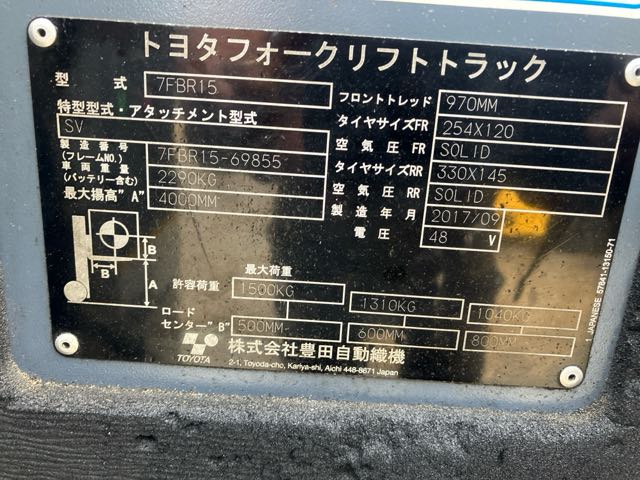 トヨタフォークリフトトラック
型 式 7FBR15
特型型式・アタッチメント型式
SV
製造番号
(フレームNO.) 7FBR15-69855
車両重量
(バッテリー含む) 2290KG
最大揚高"A" 4000MM
フロントトレッド 970MM
タイヤサイズFR 254X120
空気圧 FR SOLID
タイヤサイズRR 330X145
空気圧 RR SOLID
製造年月 2017/09
電圧 48 V
B
B
A
最大荷重
許容荷重 1500KG 1310KG 1040KG
ロード
センター"B" 500MM 600MM 800MM
TOYOTA
株式会社豊田自動織機
2-1, Toyoda-cho, Kariya-shi, Aichi 448-8671 Japan
1 JAPANESE 57641-13150-71